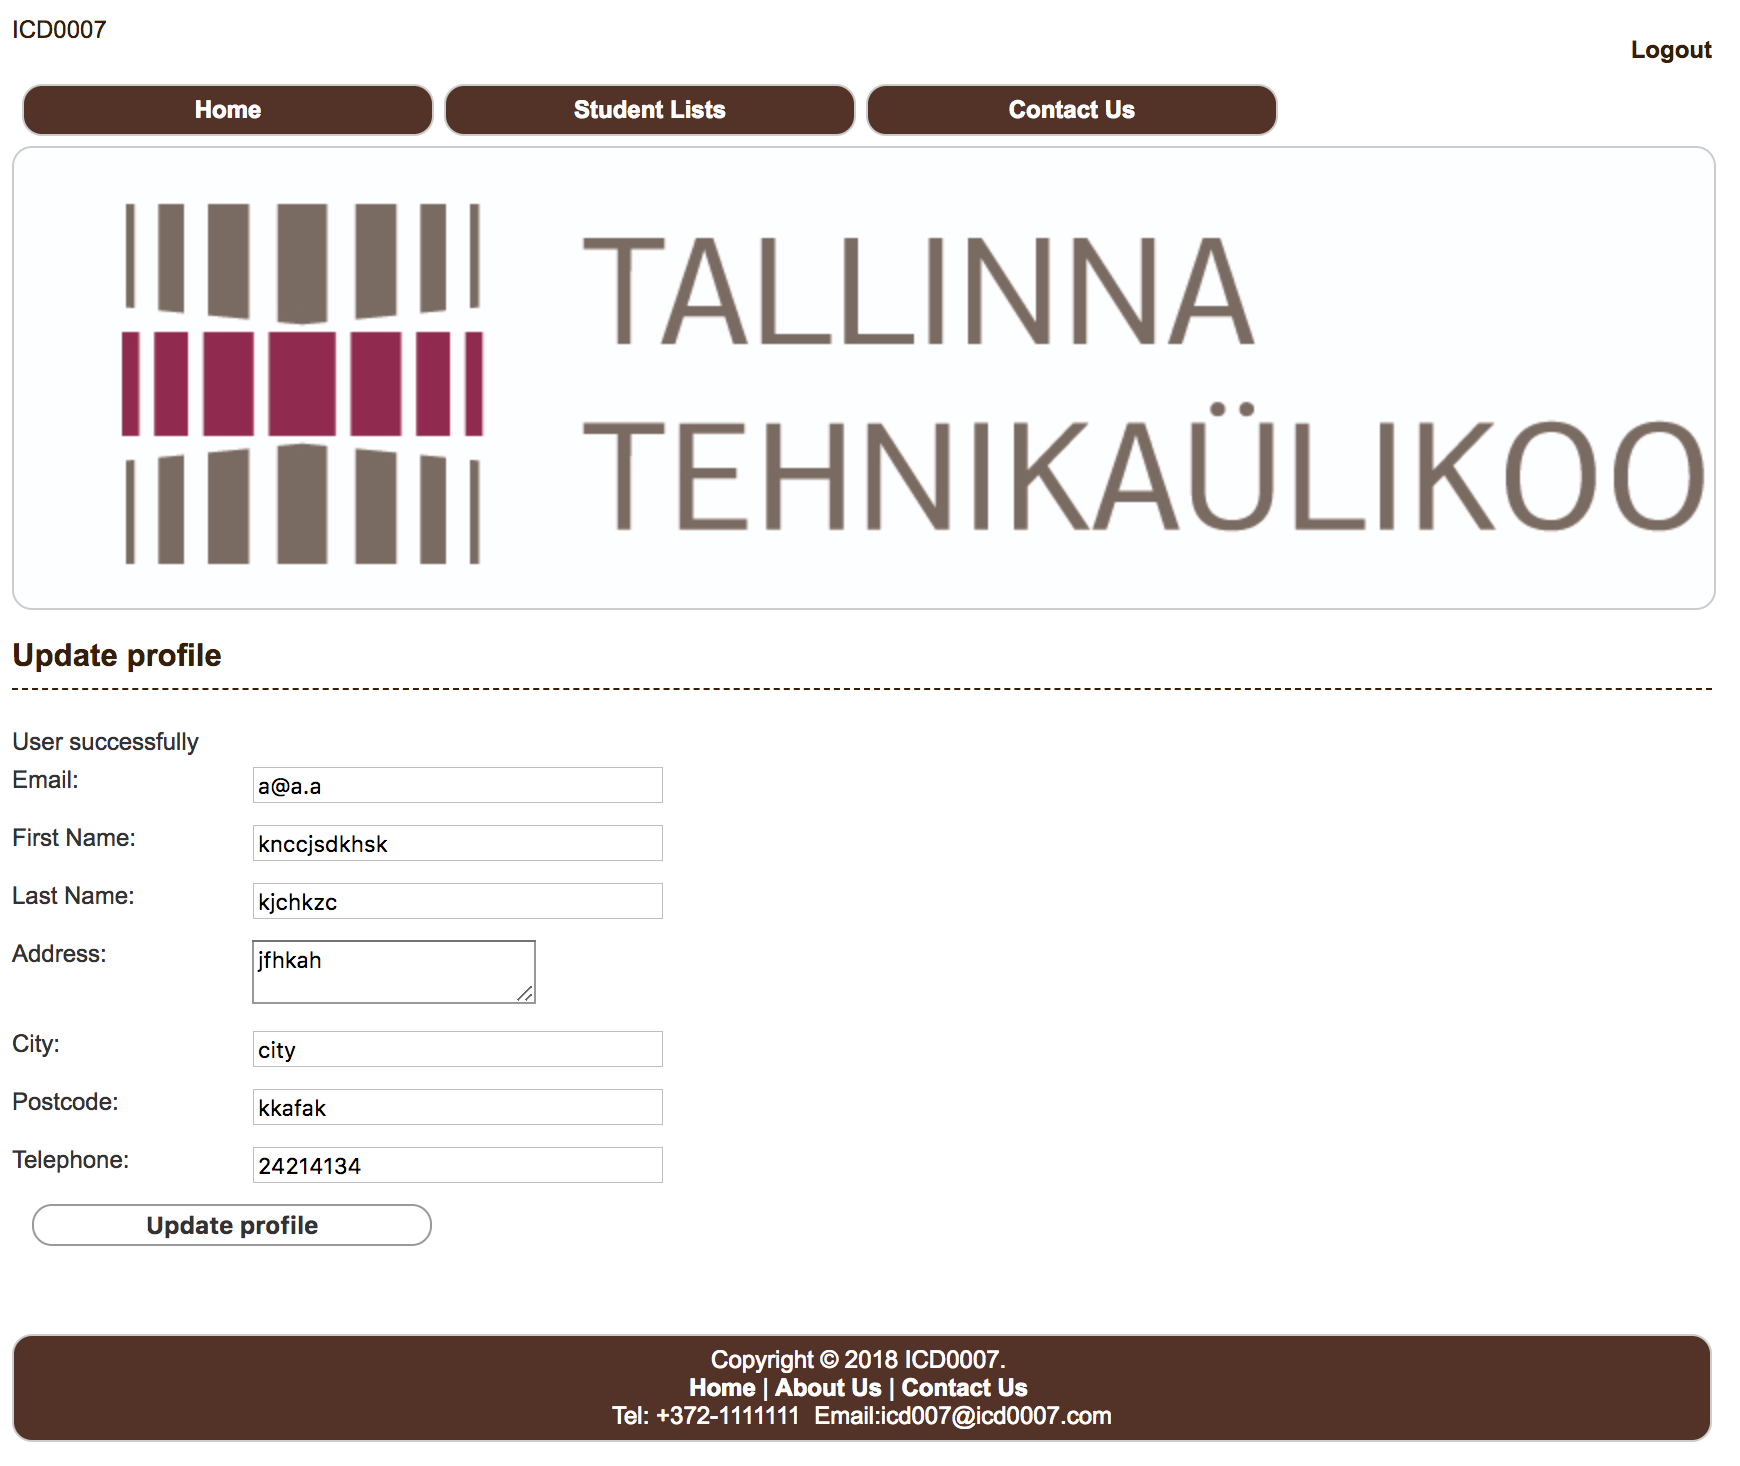 ICD0007
Logout
Home Student Lists Contact Us
TALLINNA
TEHNIKAÜLIKOO
Update profile
User successfully
Email: a@a.a
First Name: knccjsdkhsk
Last Name: kjchkzc
Address: jfhkah
City: city
Postcode: kkafak
Telephone: 24214134
Update profile
Copyright © 2018 ICD0007.
Home | About Us | Contact Us
Tel: +372-1111111 Email:icd007@icd0007.com